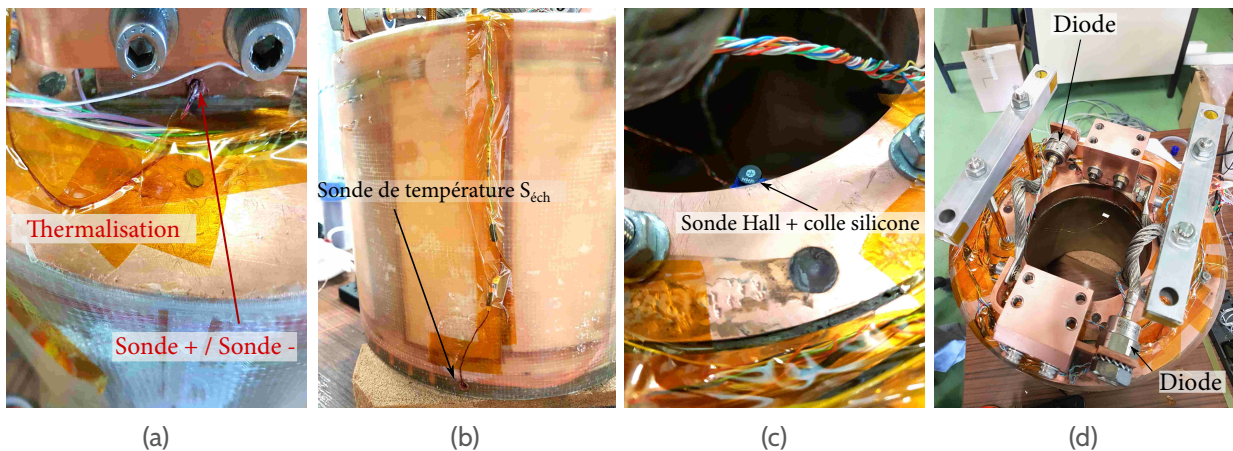 Diode
Sonde de température Séch
Sonde Hall + colle silicone
Thermalisation
Sonde + / Sonde -
Diode
(a)
(b)
(c)
(d)